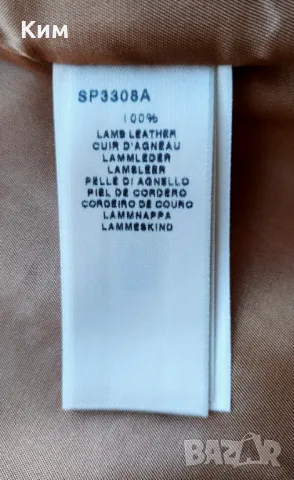 Ким
SP3308A
100%
LAMB LEATHER
CUIR D'AGNEAU
LAMMLEDER
LAMSLEER
PELLE DI AGNELLO
PIEL DE CORDERO
CORDEIRO DE COURO
LAMMNAPPA
LAMMESKIND
BAZAR